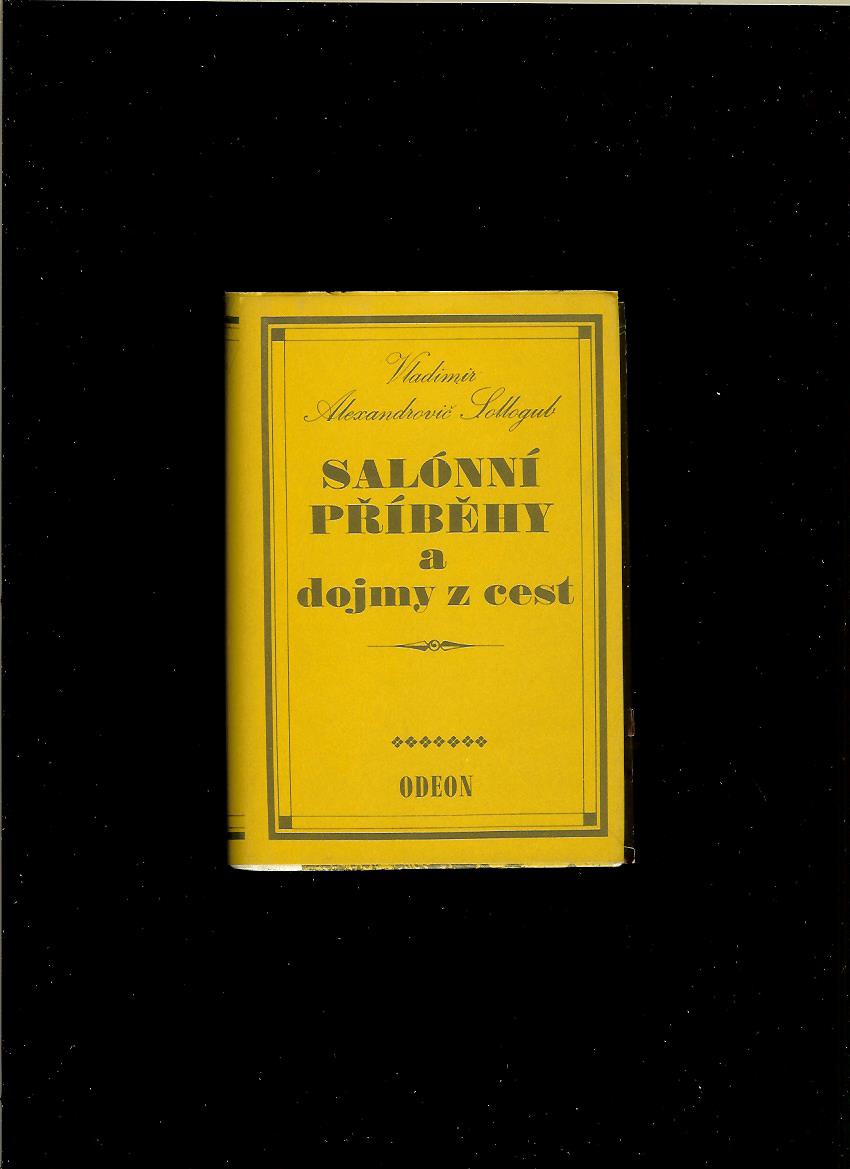 Vladimir
Alexandrovič Sollogub
SALÓNNÍ
PŘÍBĚHY
a
dojmy z cest
ODEON